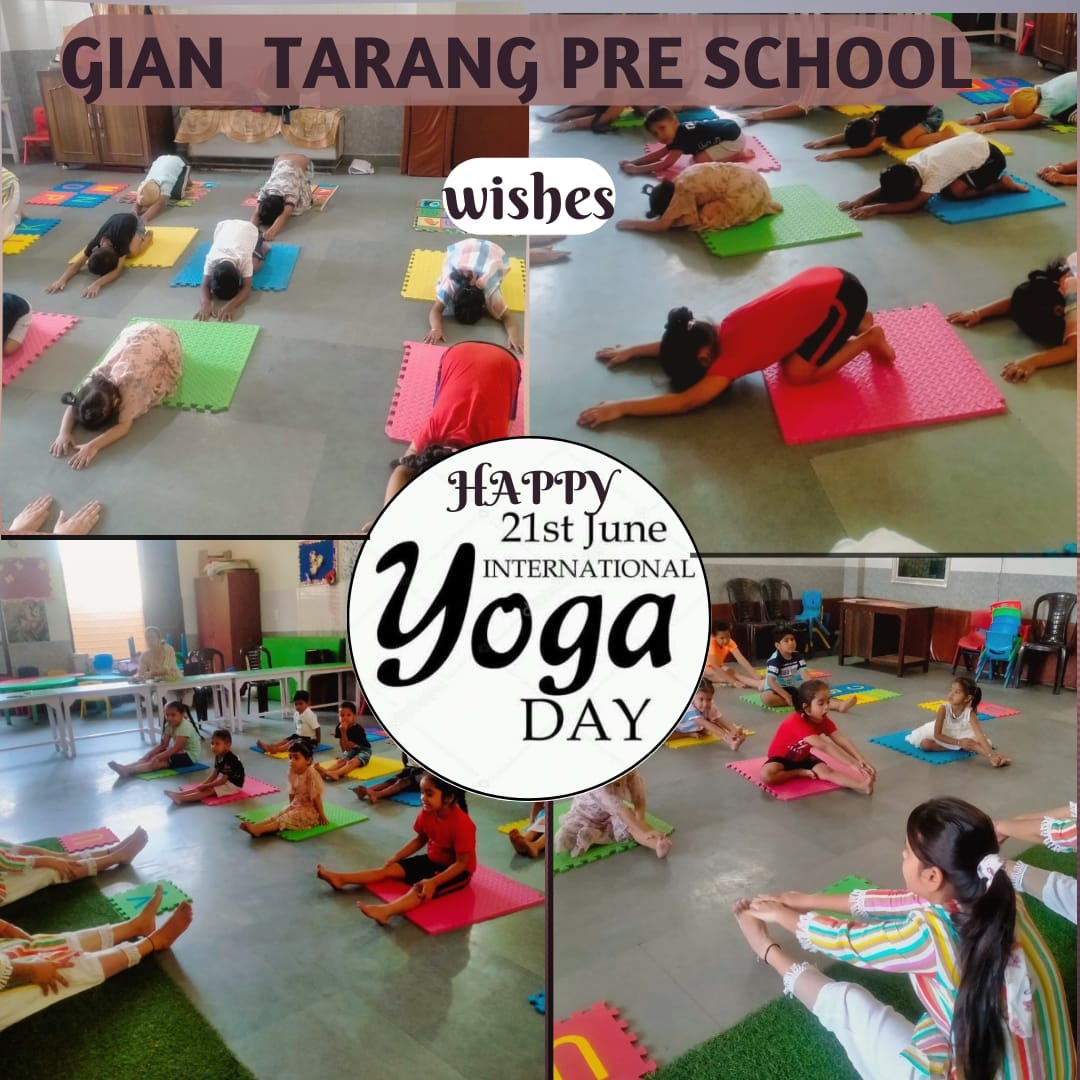 GIAN TARANG PRE SCHOOL
wishes
HAPPY
21st June
INTERNATIONAL
Yoga
DAY